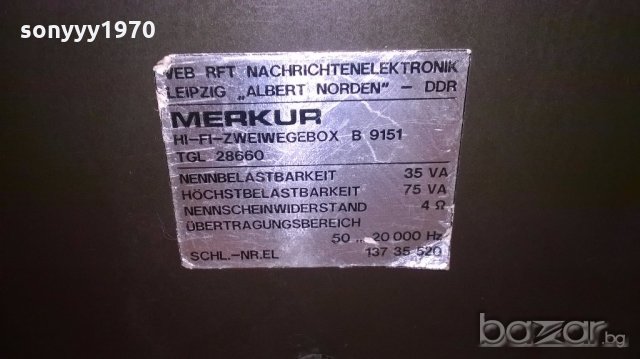 sonyyy1970
VEB RFT NACHRICHTENELEKTRONIK
LEIPZIG „ALBERT NORDEN" – DDR
MERKUR
HI-FI-ZWEIWEGEBOX B 9151
TGL 28660
NENNBELASTBARKEIT 35 VA
HÖCHSTBELASTBARKEIT 75 VA
NENNSCHEINWIDERSTAND 4 Ω
ÜBERTRAGUNGSBEREICH
50 ... 20 000 Hz
SCHL.-NR.EL 137 35 520
bazar.bg